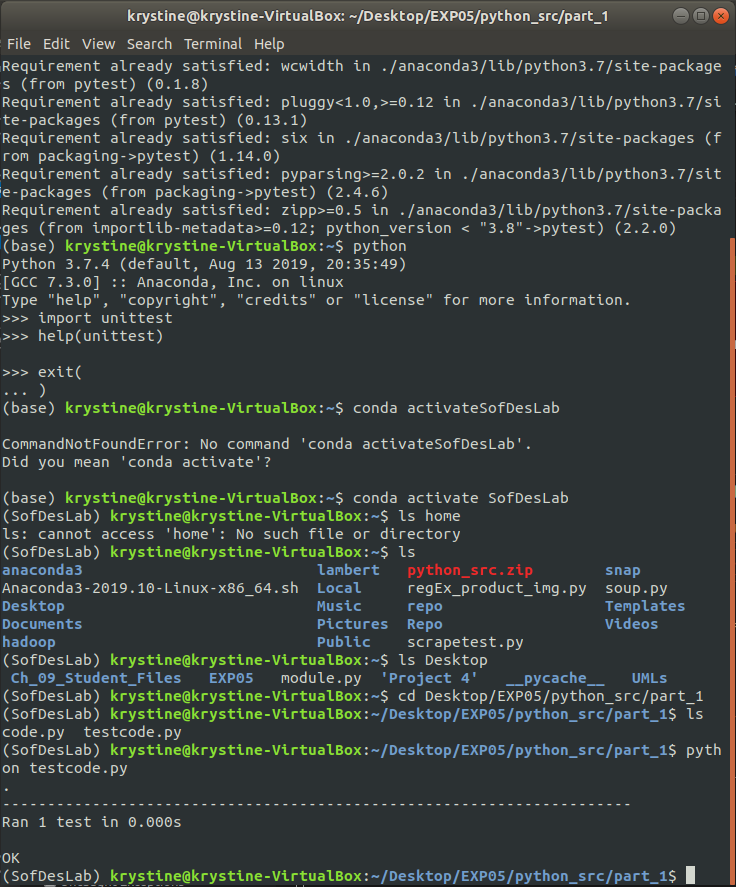 krystine@krystine-VirtualBox: ~/Desktop/EXP05/python_src/part_1
File Edit View Search Terminal Help
Requirement already satisfied: wcwidth in ./anaconda3/lib/python3.7/site-package
s (from pytest) (0.1.8)
Requirement already satisfied: pluggy<1.0,>=0.12 in ./anaconda3/lib/python3.7/si
te-packages (from pytest) (0.13.1)
Requirement already satisfied: six in ./anaconda3/lib/python3.7/site-packages (f
rom packaging->pytest) (1.14.0)
Requirement already satisfied: pyparsing>=2.0.2 in ./anaconda3/lib/python3.7/sit
e-packages (from packaging->pytest) (2.4.6)
Requirement already satisfied: zipp>=0.5 in ./anaconda3/lib/python3.7/site-packa
ges (from importlib-metadata>=0.12; python_version < "3.8"->pytest) (2.2.0)
(base) krystine@krystine-VirtualBox:~$ python
Python 3.7.4 (default, Aug 13 2019, 20:35:49)
[GCC 7.3.0] :: Anaconda, Inc. on linux
Type "help", "copyright", "credits" or "license" for more information.
>>> import unittest
>>> help(unittest)
>>> exit(
... )
(base) krystine@krystine-VirtualBox:~$ conda activateSofDesLab
CommandNotFoundError: No command 'conda activateSofDesLab'.
Did you mean 'conda activate'?
(base) krystine@krystine-VirtualBox:~$ conda activate SofDesLab
(SofDesLab) krystine@krystine-VirtualBox:~$ ls home
ls: cannot access 'home': No such file or directory
(SofDesLab) krystine@krystine-VirtualBox:~$ ls
anaconda3 lambert python_src.zip snap
Anaconda3-2019.10-Linux-x86_64.sh Local regEx_product_img.py soup.py
Desktop Music repo Templates
Documents Pictures Repo Videos
hadoop Public scrapetest.py
(SofDesLab) krystine@krystine-VirtualBox:~$ ls Desktop
Ch_09_Student_Files EXP05 module.py 'Project 4' __pycache__ UMLs
(SofDesLab) krystine@krystine-VirtualBox:~$ cd Desktop/EXP05/python_src/part_1
(SofDesLab) krystine@krystine-VirtualBox:~/Desktop/EXP05/python_src/part_1$ ls
code.py testcode.py
(SofDesLab) krystine@krystine-VirtualBox:~/Desktop/EXP05/python_src/part_1$ pyth
on testcode.py
.
----------------------------------------------------------------------
Ran 1 test in 0.000s
OK
(SofDesLab) krystine@krystine-VirtualBox:~/Desktop/EXP05/python_src/part_1$